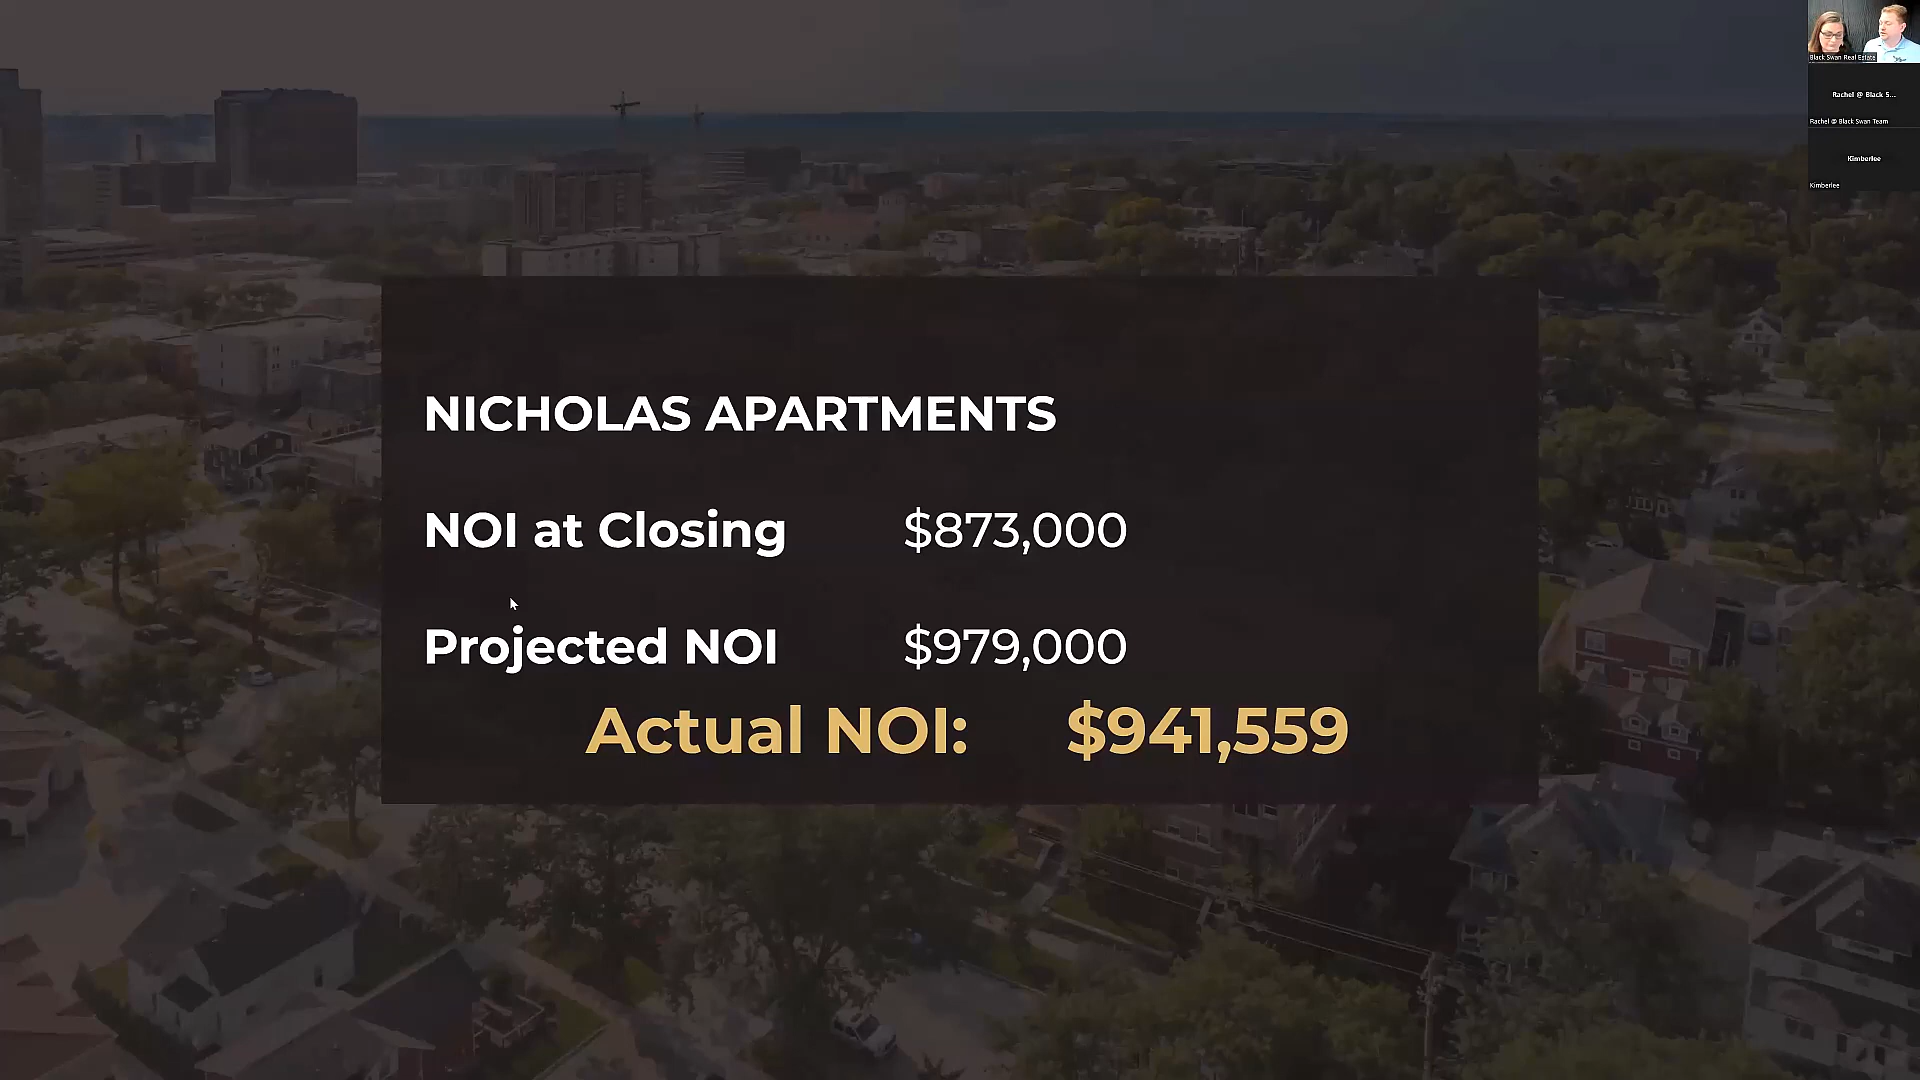 NICHOLAS APARTMENTS
NOI at Closing $873,000
Projected NOI $979,000
Actual NOI: $941,559
Black Swan Real Estate
Rachel @ Black S...
Rachel @ Black Swan Team
Kimberlee
Kimberlee